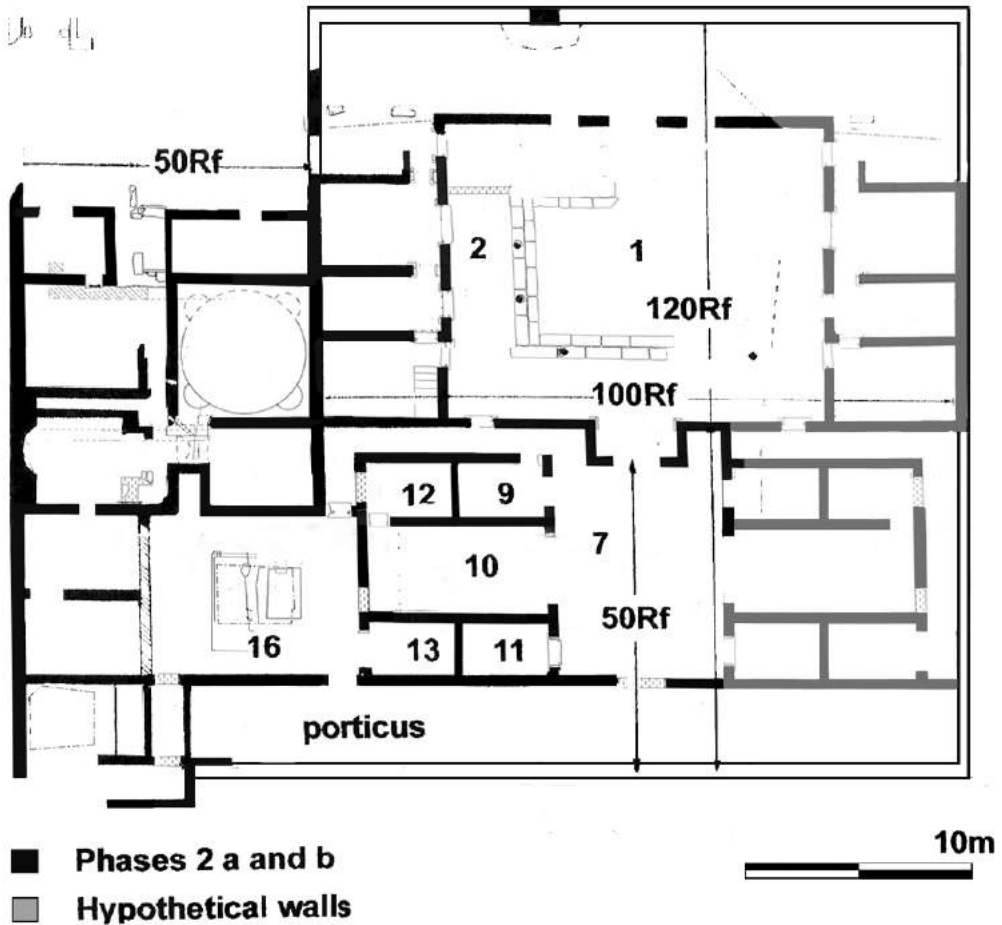 50Rf
2
1
120Rf
100Rf
12
9
7
10
50Rf
16
13
11
porticus
10m
Phases 2 a and b
Hypothetical walls